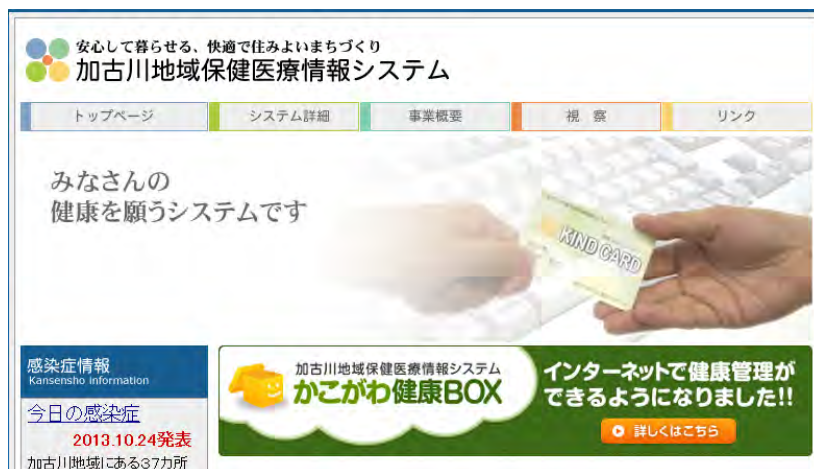 安心して暮らせる、快適で住みよいまちづくり
加古川地域保健医療情報システム
トップページ
システム詳細
事業概要
視 察
リンク
みなさんの
健康を願うシステムです
KIND CARD
感染症情報
Kansensho information
今日の感染症
2013.10.24発表
加古川地域にある37カ所
加古川地域保健医療情報システム
かこがわ健康BOX
インターネットで健康管理が
できるようになりました!!
詳しくはこちら